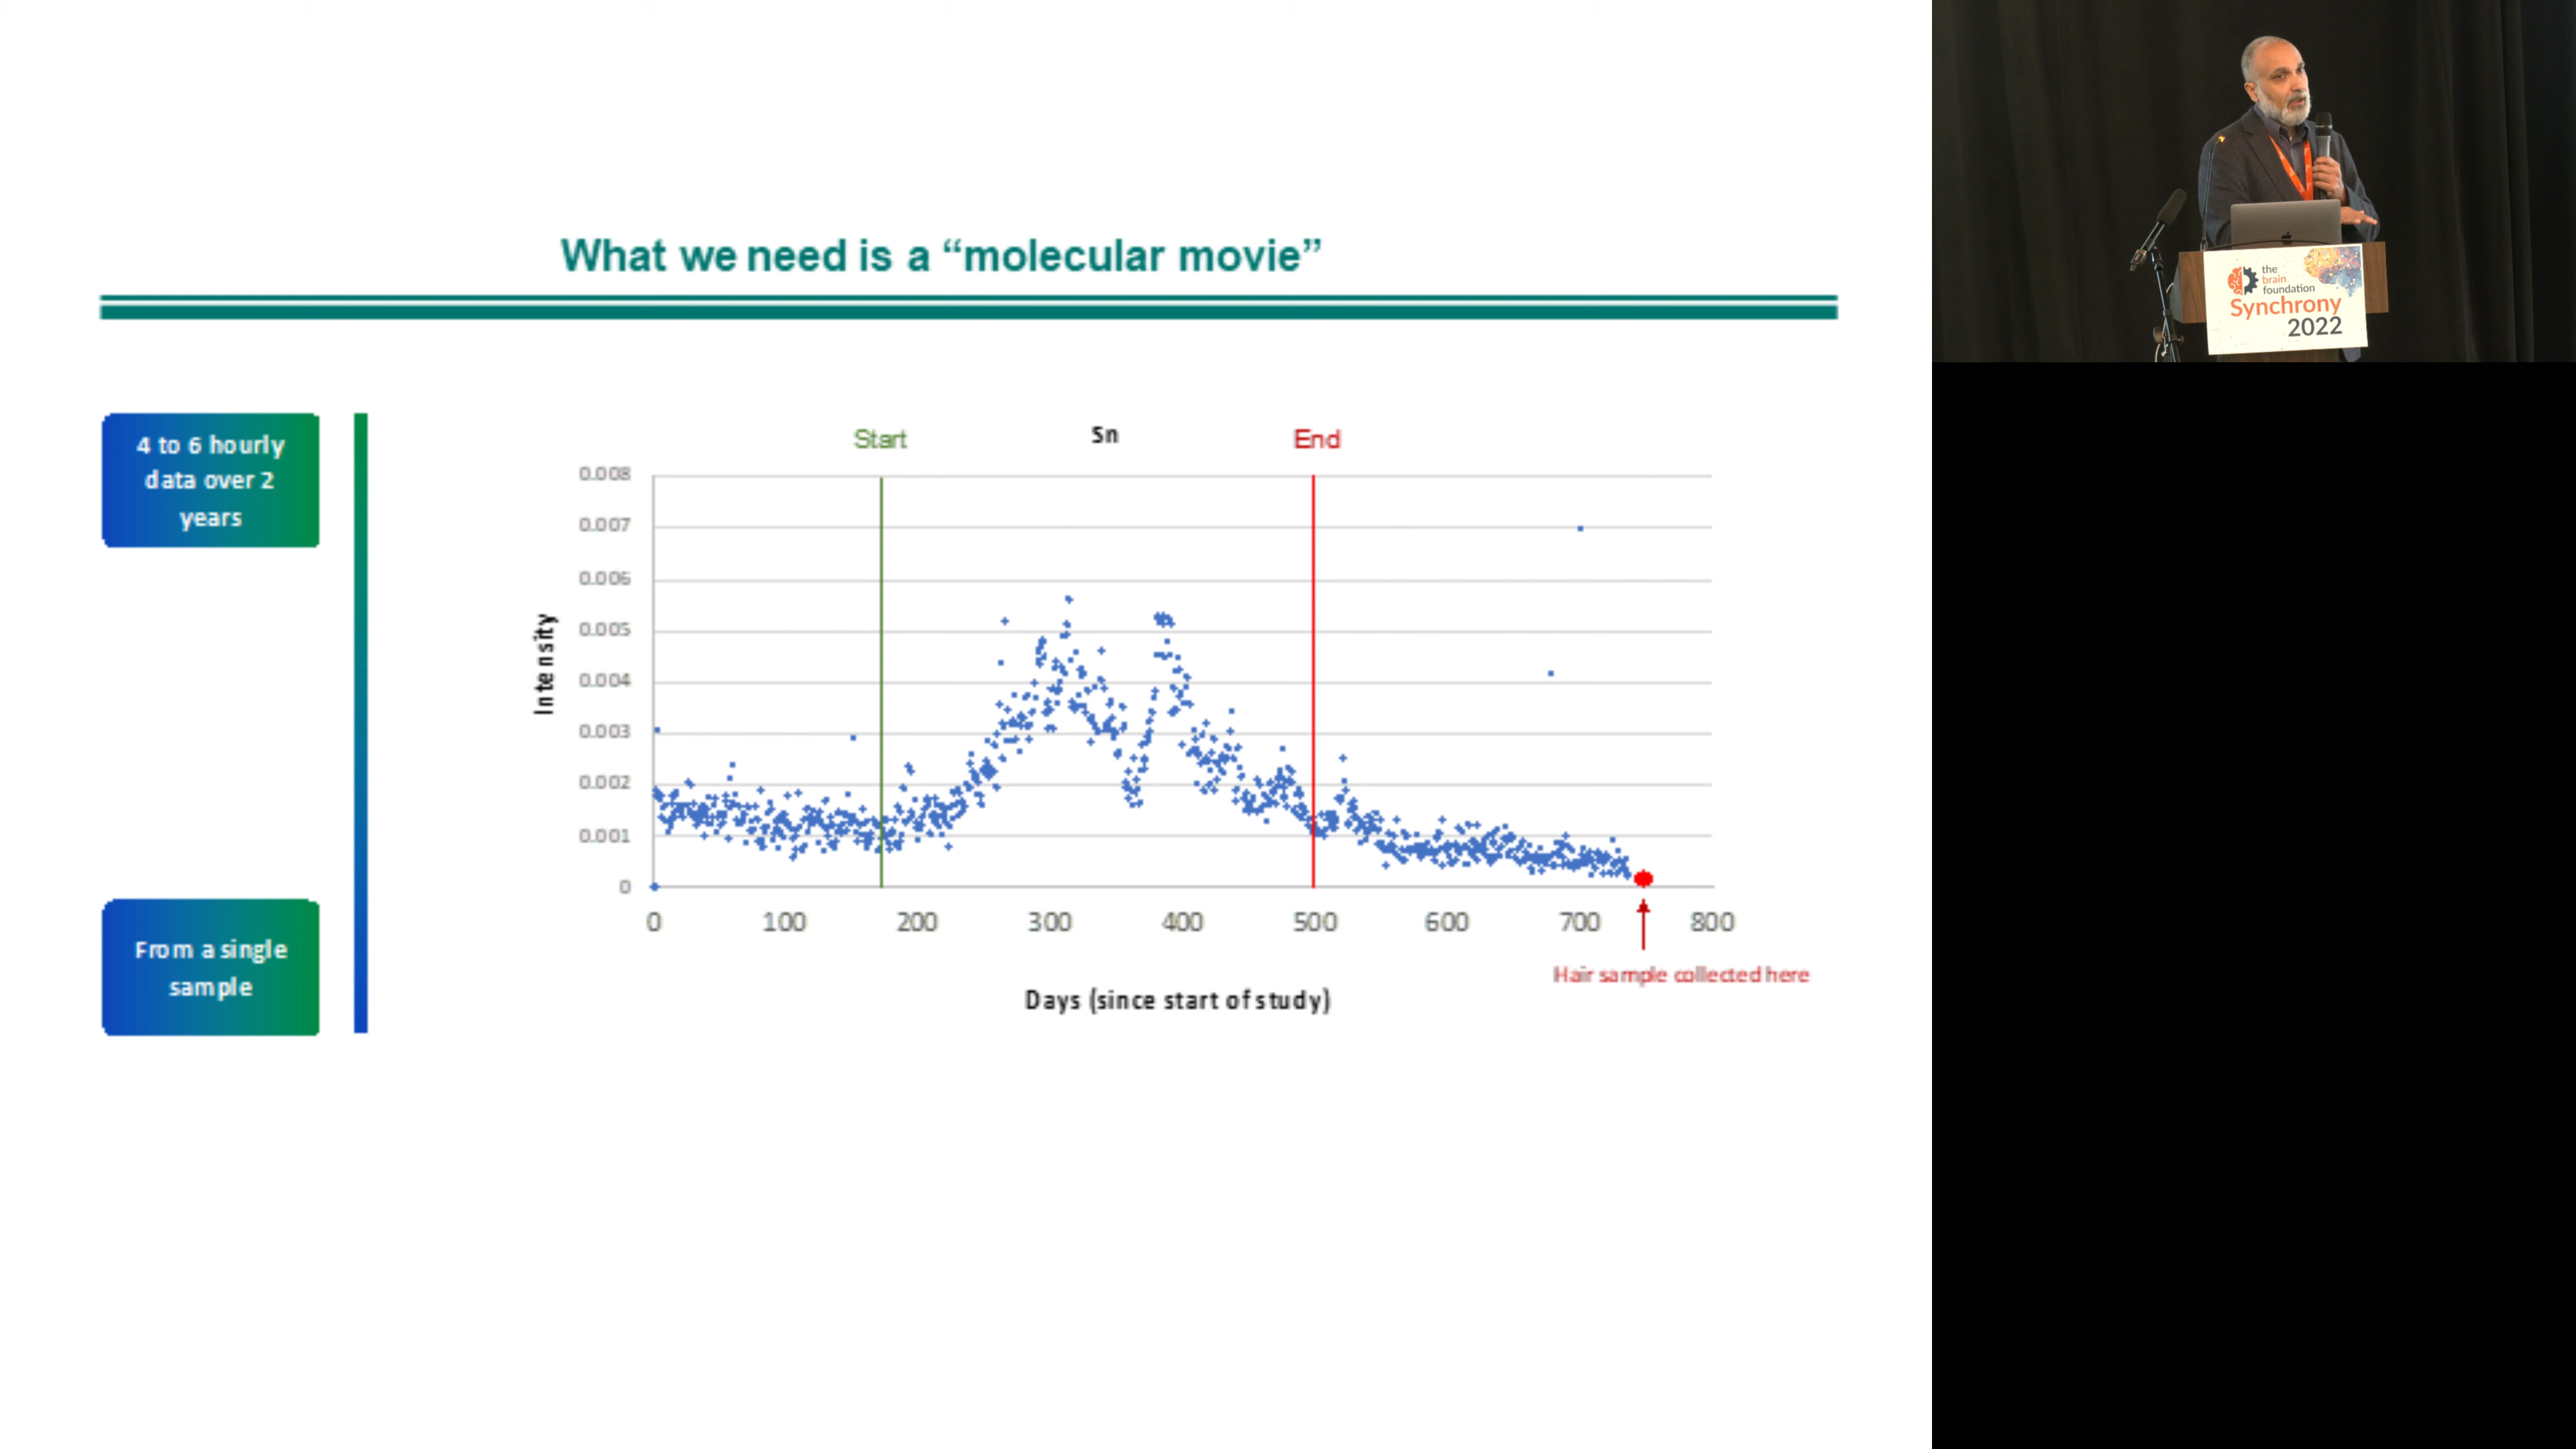 What we need is a “molecular movie”
4 to 6 hourly
data over 2
years
From a single
sample
Start
Sn
End
Intensity
0.008
0.007
0.006
0.005
0.004
0.003
0.002
0.001
0
0 100 200 300 400 500 600 700 800
Hair sample collected here
Days (since start of study)
the
brain
foundation
Synchrony
2022